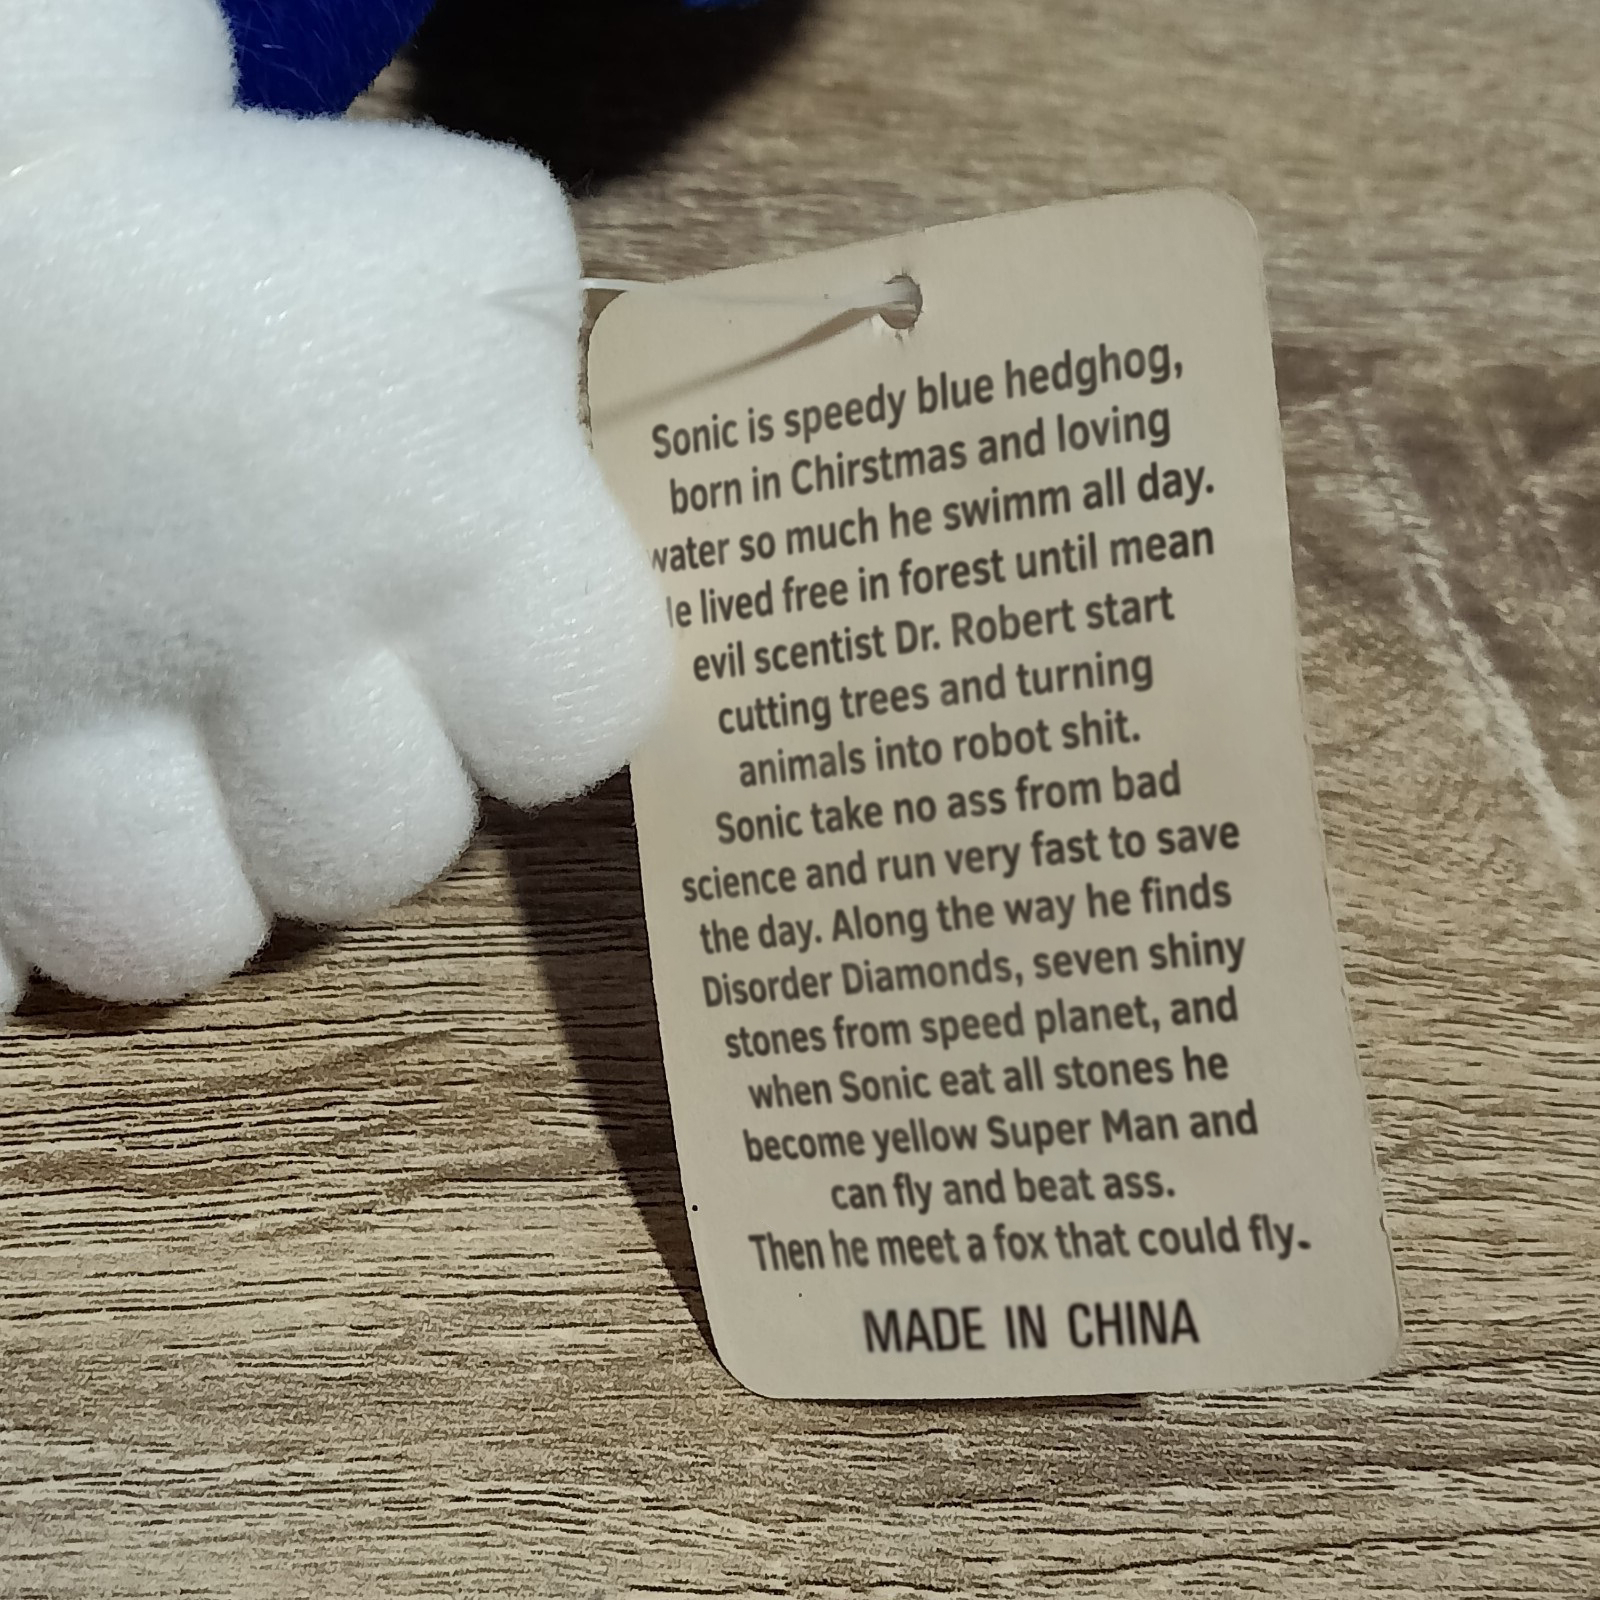 Sonic is speedy blue hedghog,
born in Chirstmas and loving
water so much he swimm all day.
le lived free in forest until mean
evil scentist Dr. Robert start
cutting trees and turning
animals into robot shit.
Sonic take no ass from bad
science and run very fast to save
the day. Along the way he finds
Disorder Diamonds, seven shiny
stones from speed planet, and
when Sonic eat all stones he
become yellow Super Man and
can fly and beat ass.
Then he meet a fox that could fly.
MADE IN CHINA